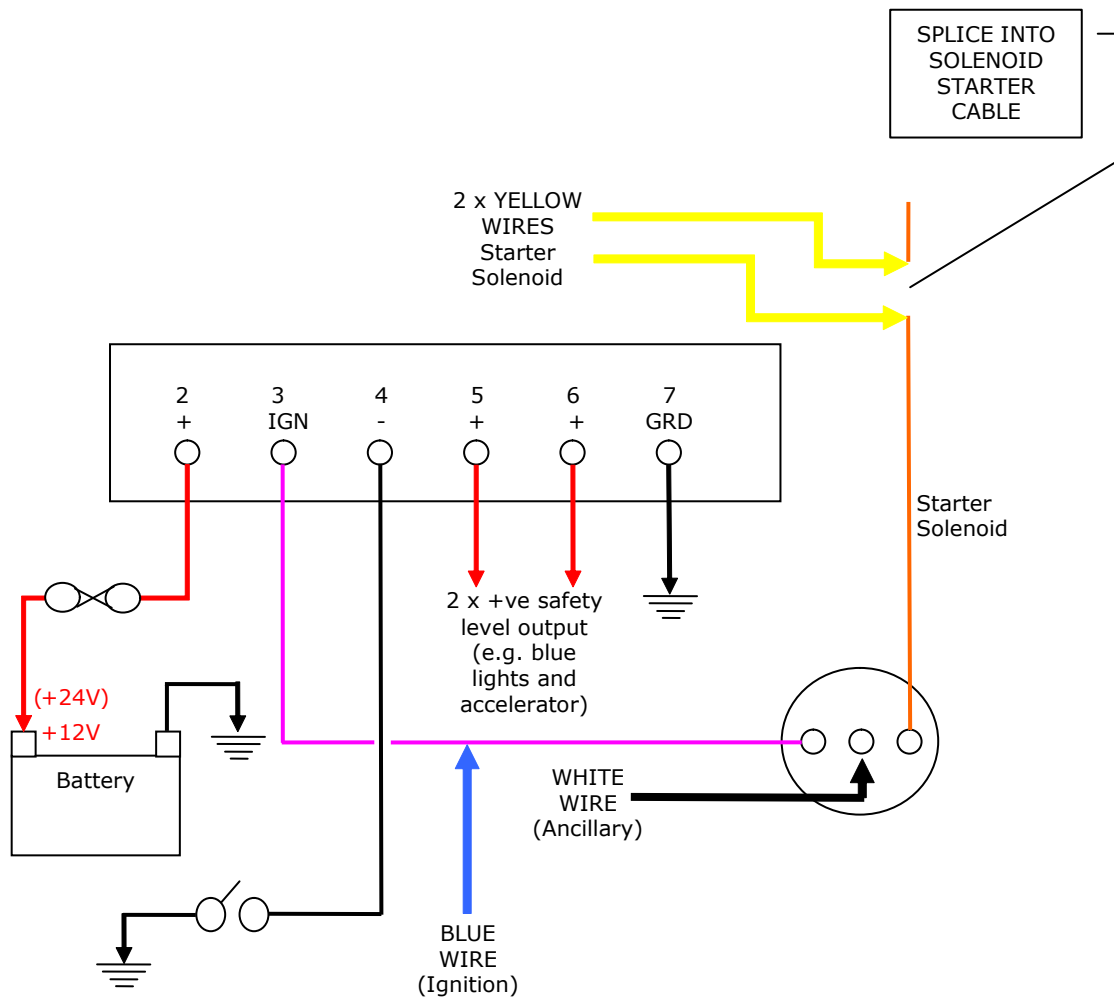 SPLICE INTO
SOLENOID
STARTER
CABLE
2 x YELLOW
WIRES
Starter
Solenoid
2 3 4 5 6 7
+ IGN - + + GRD
Starter
Solenoid
2 x +ve safety
level output
(e.g. blue
lights and
accelerator)
(+24V)
+12V
Battery
WHITE
WIRE
(Ancillary)
BLUE
WIRE
(Ignition)